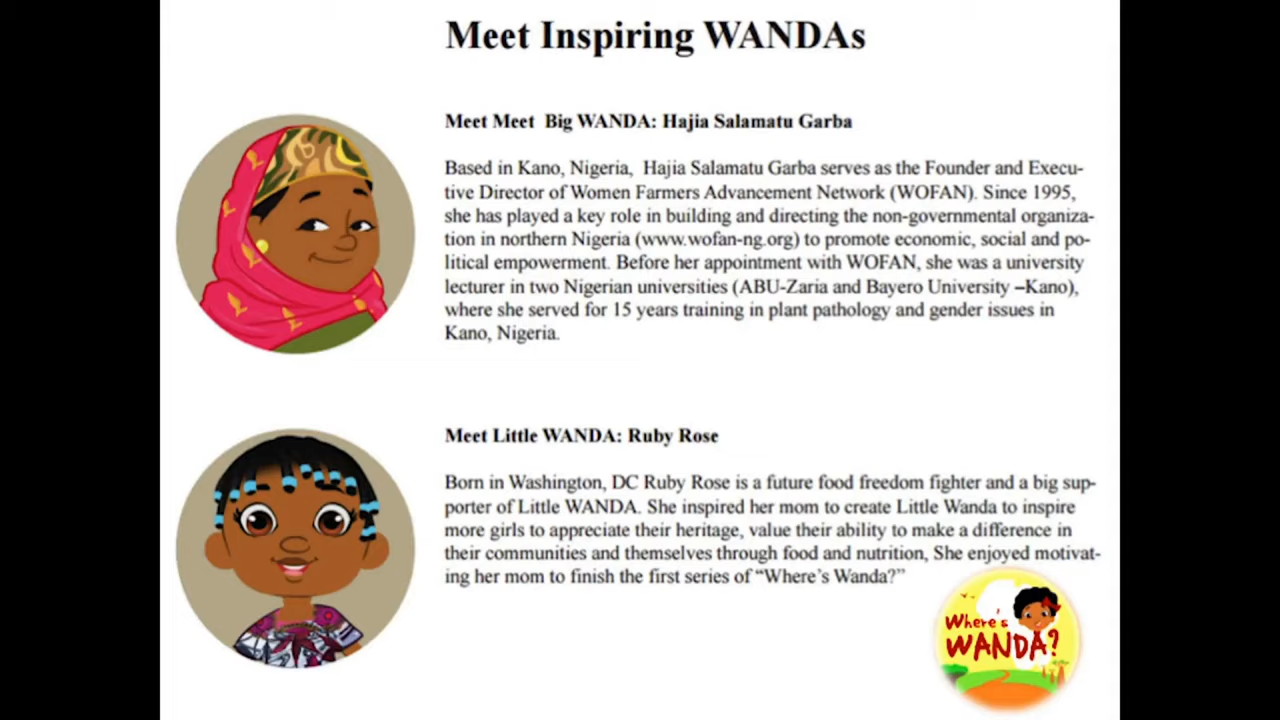 Meet Inspiring WANDAs
Meet Meet Big WANDA: Hajia Salamatu Garba
Based in Kano, Nigeria, Hajia Salamatu Garba serves as the Founder and Execu-
tive Director of Women Farmers Advancement Network (WOFAN). Since 1995,
she has played a key role in building and directing the non-governmental organiza-
tion in northern Nigeria (www.wofan-ng.org) to promote economic, social and po-
litical empowerment. Before her appointment with WOFAN, she was a university
lecturer in two Nigerian universities (ABU-Zaria and Bayero University –Kano),
where she served for 15 years training in plant pathology and gender issues in
Kano, Nigeria.
Meet Little WANDA: Ruby Rose
Born in Washington, DC Ruby Rose is a future food freedom fighter and a big sup-
porter of Little WANDA. She inspired her mom to create Little Wanda to inspire
more girls to appreciate their heritage, value their ability to make a difference in
their communities and themselves through food and nutrition, She enjoyed motivat-
ing her mom to finish the first series of “Where’s Wanda?”
Where's
WANDA?